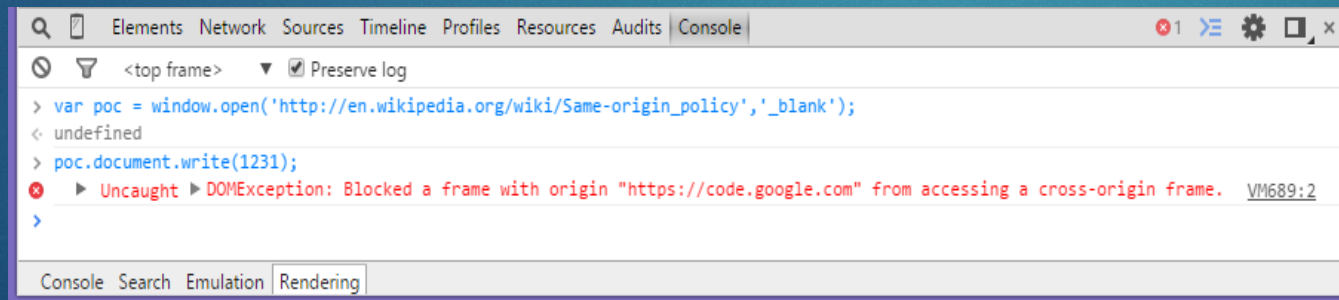 Elements Network Sources Timeline Profiles Resources Audits Console 1
<top frame> ▼ Preserve log
> var poc = window.open('http://en.wikipedia.org/wiki/Same-origin_policy','_blank');
undefined
> poc.document.write(1231);
▶ Uncaught ▶ DOMException: Blocked a frame with origin "https://code.google.com" from accessing a cross-origin frame. VM689:2
>
Console Search Emulation Rendering